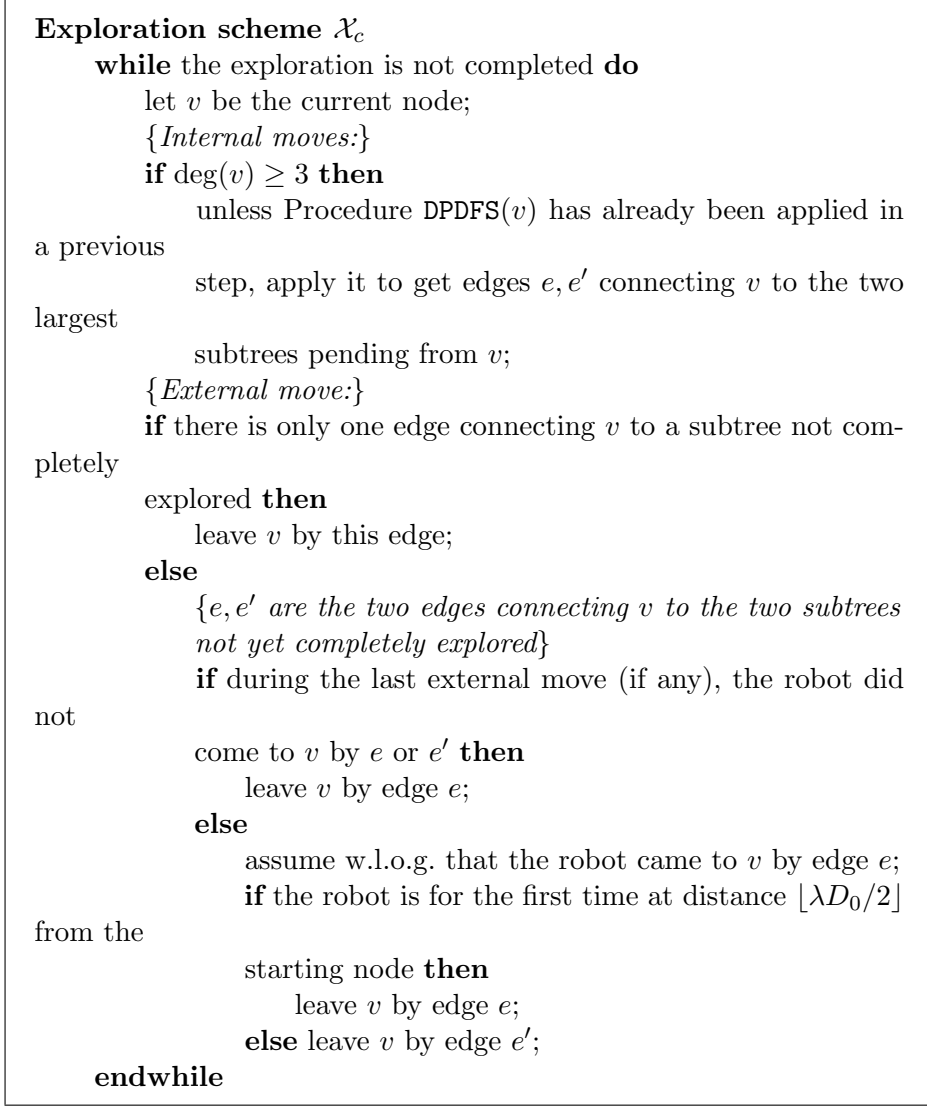 Exploration scheme 𝒳c
while the exploration is not completed do
let v be the current node;
{Internal moves:}
if deg(v) ≥ 3 then
unless Procedure DPDFS(v) has already been applied in
a previous
step, apply it to get edges e, e′ connecting v to the two
largest
subtrees pending from v;
{External move:}
if there is only one edge connecting v to a subtree not com-
pletely
explored then
leave v by this edge;
else
{e, e′ are the two edges connecting v to the two subtrees
not yet completely explored}
if during the last external move (if any), the robot did
not
come to v by e or e′ then
leave v by edge e;
else
assume w.l.o.g. that the robot came to v by edge e;
if the robot is for the first time at distance ⌊λD₀/2⌋
from the
starting node then
leave v by edge e;
else leave v by edge e′;
endwhile